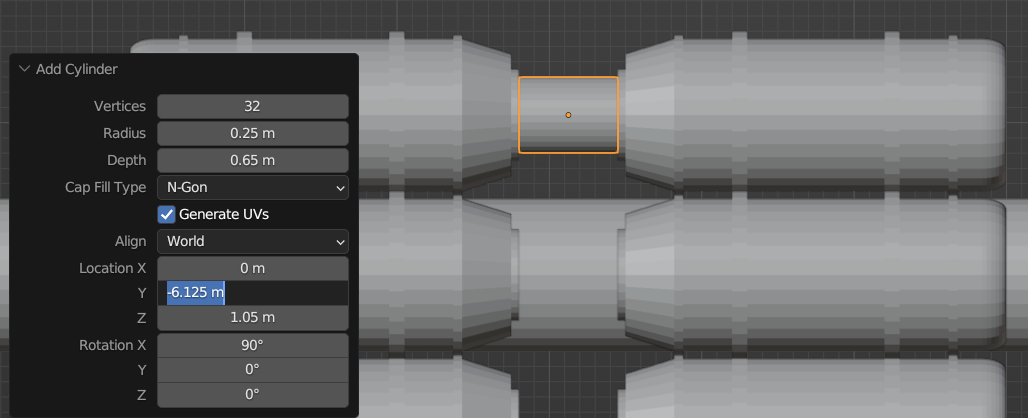 Add Cylinder
Vertices 32
Radius 0.25 m
Depth 0.65 m
Cap Fill Type N-Gon
Generate UVs
Align World
Location X 0 m
Y -6.125 m
Z 1.05 m
Rotation X 90°
Y 0°
Z 0°